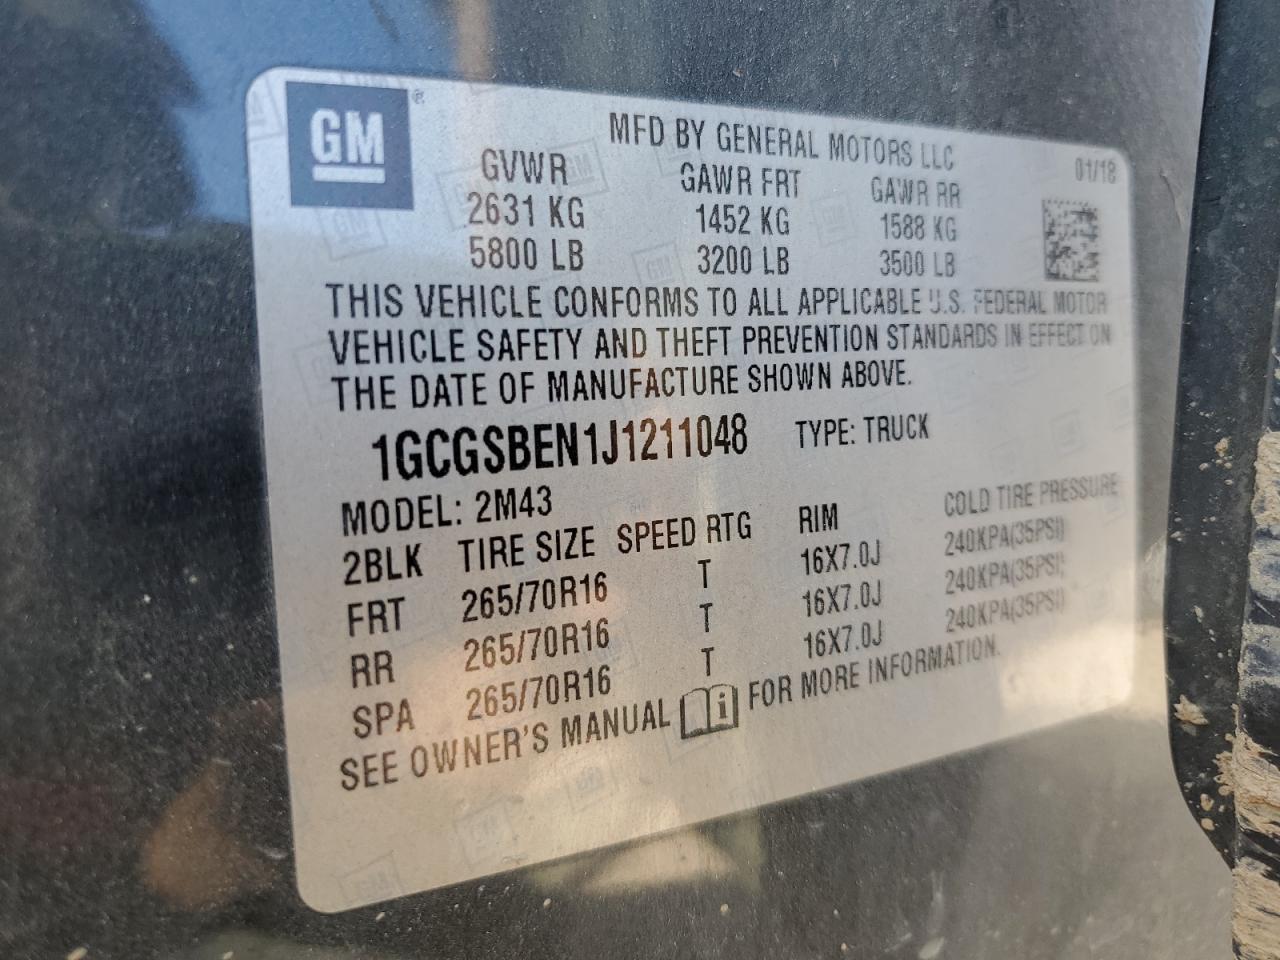 GM®
MFD BY GENERAL MOTORS LLC
01/18
GVWR GAWR FRT GAWR RR
2631 KG 1452 KG 1588 KG
5800 LB 3200 LB 3500 LB
THIS VEHICLE CONFORMS TO ALL APPLICABLE U.S. FEDERAL MOTOR
VEHICLE SAFETY AND THEFT PREVENTION STANDARDS IN EFFECT ON
THE DATE OF MANUFACTURE SHOWN ABOVE.
1GCGSBEN1J1211048 TYPE: TRUCK
MODEL: 2M43
2BLK TIRE SIZE SPEED RTG RIM COLD TIRE PRESSURE
FRT 265/70R16 T 16X7.0J 240KPA(35PSI)
RR 265/70R16 T 16X7.0J 240KPA(35PSI)
SPA 265/70R16 T 16X7.0J 240KPA(35PSI)
SEE OWNER'S MANUAL i FOR MORE INFORMATION.